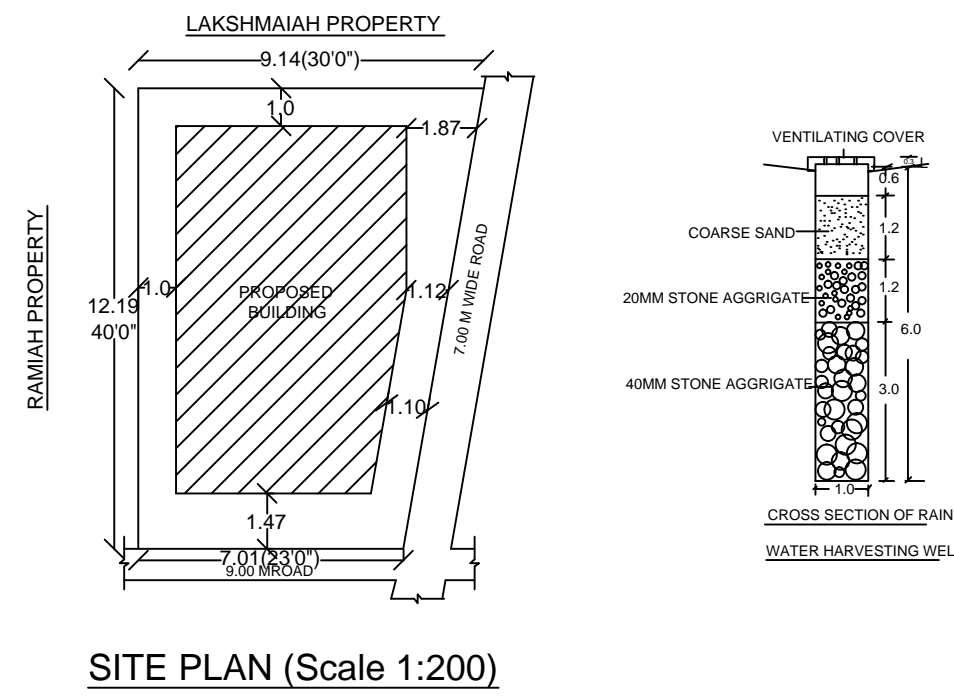 LAKSHMAIAH PROPERTY
9.14(30'0")
1.0
1.87
RAMIAH PROPERTY
12.19
40'0"
1.0
PROPOSED
BUILDING
1.12
7.00 M WIDE ROAD
1.10
1.47
7.01(23'0")
9.00 MROAD
SITE PLAN (Scale 1:200)
VENTILATING COVER
0.3
0.6
COARSE SAND
1.2
20MM STONE AGGRIGATE
1.2
6.0
40MM STONE AGGRIGATE
3.0
1.0
CROSS SECTION OF RAIN
WATER HARVESTING WEL